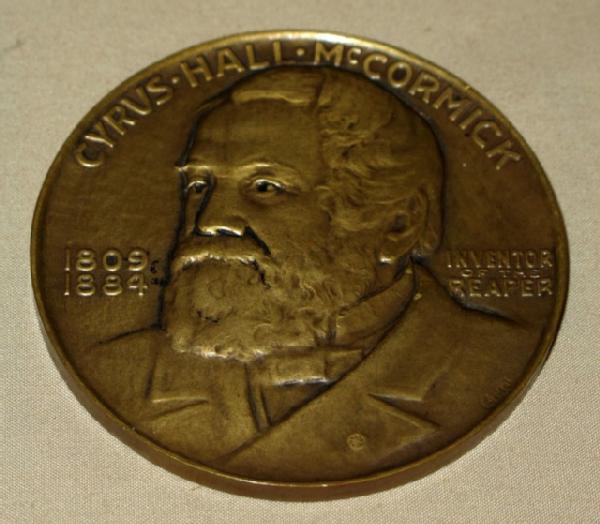 CYRUS · HALL · McCORMICK
1809
1884
INVENTOR
OF THE
REAPER